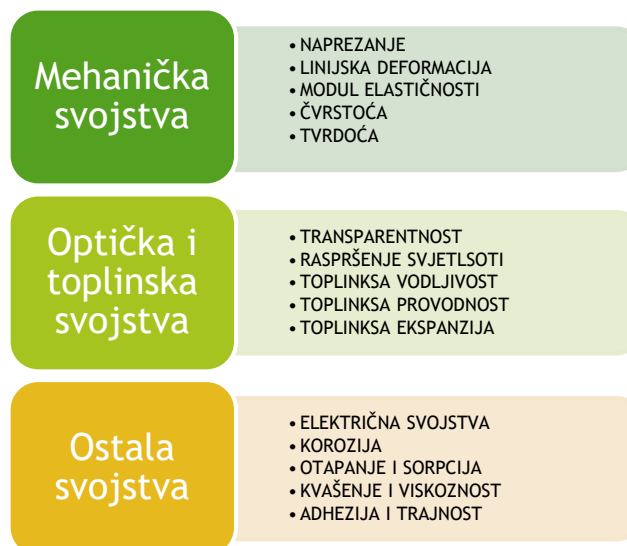 Mehanička
svojstva
• NAPREZANJE
• LINIJSKA DEFORMACIJA
• MODUL ELASTIČNOSTI
• ČVRSTOĆA
• TVRDOĆA
Optička i
toplinska
svojstva
• TRANSPARENTNOST
• RASPRŠENJE SVJETLSOTI
• TOPLINKSA VODLJIVOST
• TOPLINKSA PROVODNOST
• TOPLINKSA EKSPANZIJA
Ostala
svojstva
• ELEKTRIČNA SVOJSTVA
• KOROZIJA
• OTAPANJE I SORPCIJA
• KVAŠENJE I VISKOZNOST
• ADHEZIJA I TRAJNOST